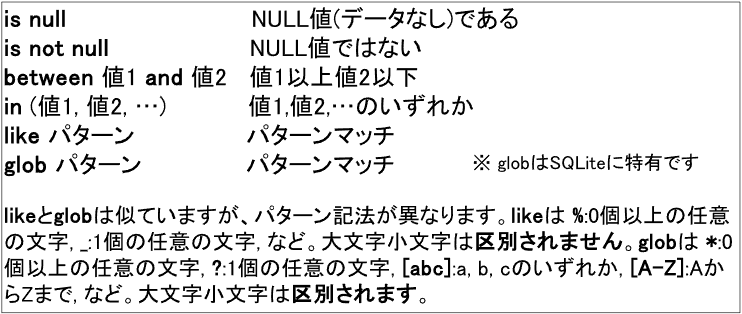 is null NULL値(データなし)である
is not null NULL値ではない
between 値1 and 値2 値1以上値2以下
in (値1, 値2, …) 値1,値2,…のいずれか
like パターン パターンマッチ
glob パターン パターンマッチ ※ globはSQLiteに特有です
likeとglobは似ていますが、パターン記法が異なります。likeは %:0個以上の任意
の文字, _:1個の任意の文字, など。大文字小文字は区別されません。globは *:0
個以上の任意の文字, ?:1個の任意の文字, [abc]:a, b, cのいずれか, [A-Z]:Aか
らZまで, など。大文字小文字は区別されます。